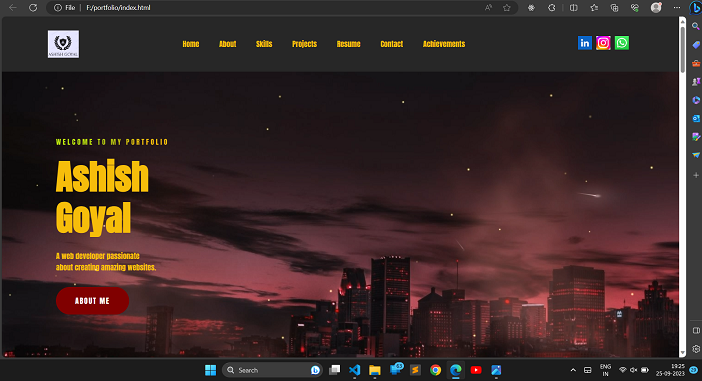 File F:/portfolio/index.html
ASHISH GOYAL
Home About Skills Projects Resume Contact Achievements
WELCOME TO MY PORTFOLIO
Ashish
Goyal
A web developer passionate
about creating amazing websites.
ABOUT ME
Search
ENG
IN
19:25
25-09-2023